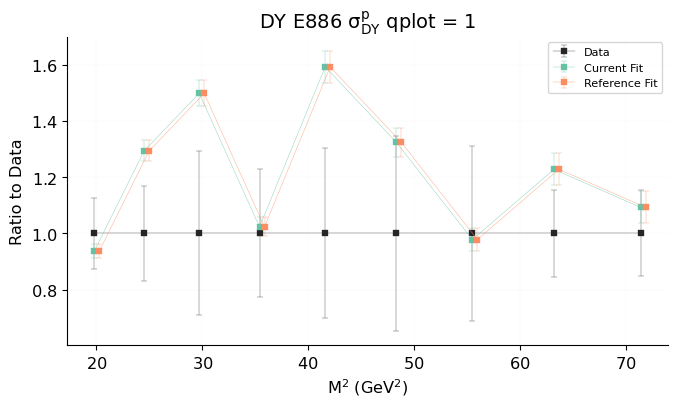 DY E886 σ^p_DY qplot = 1
Data
Current Fit
Reference Fit
Ratio to Data
1.6
1.4
1.2
1.0
0.8
20 30 40 50 60 70
M² (GeV²)